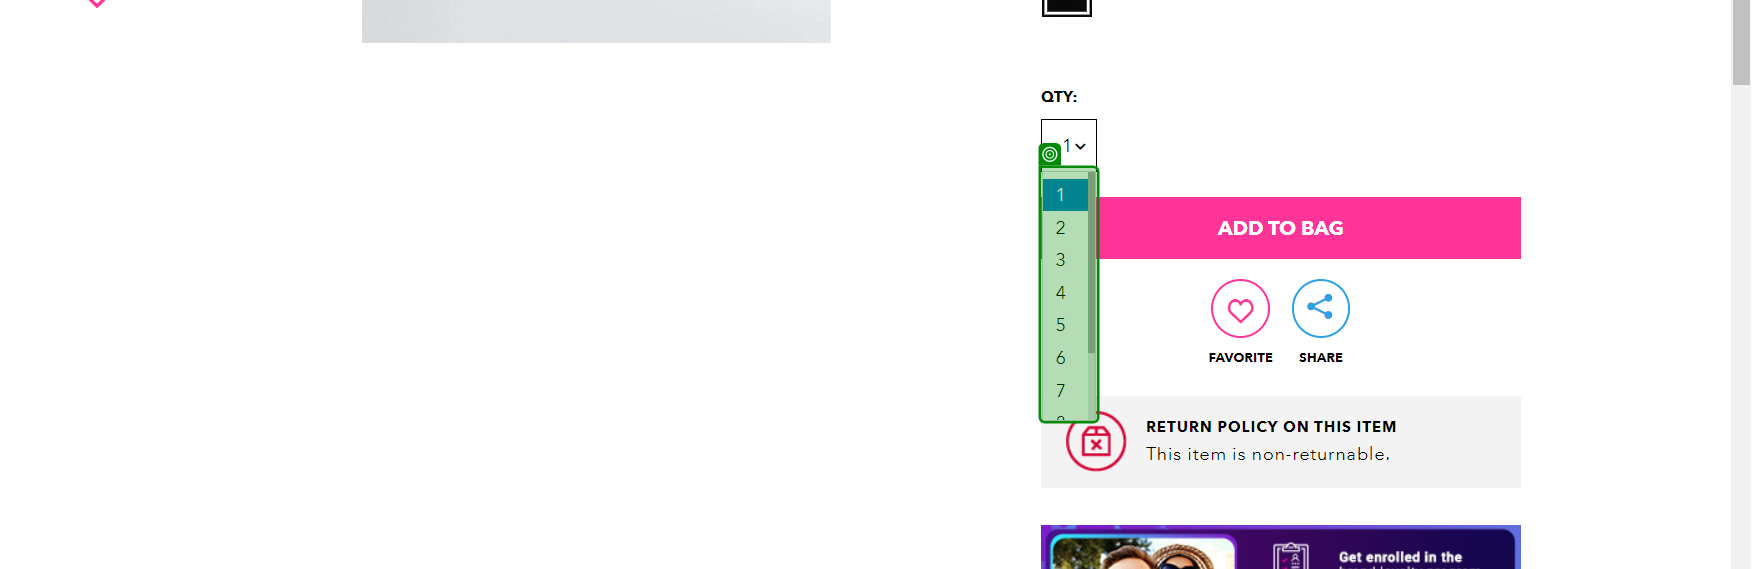 QTY:
1
1
2
3
4
5
6
7
ADD TO BAG
FAVORITE
SHARE
RETURN POLICY ON THIS ITEM
This item is non-returnable.
Get enrolled in the